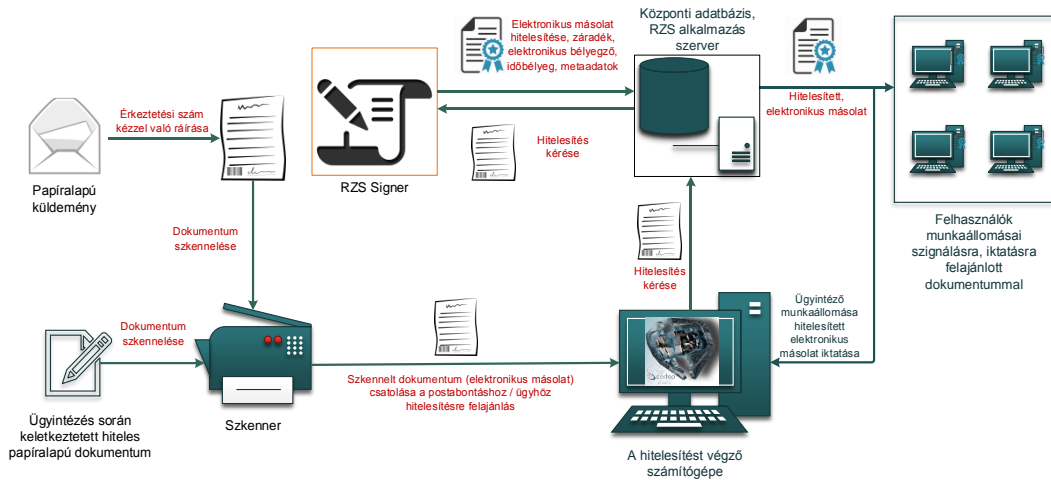 Elektronikus másolat
hitelesítése, záradék,
elektronikus bélyegző,
időbélyeg, metaadatok
Központi adatbázis,
RZS alkalmazás
szerver
Érkeztetési szám
kézzel való ráírása
Papíralapú
küldemény
RZS Signer
Hitelesítés
kérése
Hitelesített,
elektronikus másolat
Felhasználók
munkaállomásai
szignálásra, iktatásra
felajánlott
dokumentummal
Dokumentum
szkennelése
Hitelesítés
kérése
Ügyintéző
munkaállomása
hitelesített
elektronikus
másolat iktatása
Dokumentum
szkennelése
Szkennelt dokumentum (elektronikus másolat)
csatolása a postabontáshoz / ügyhöz
hitelesítésre felajánlás
Ügyintézés során
keletkeztetett hiteles
papíralapú dokumentum
Szkenner
A hitelesítést végző
számítógépe